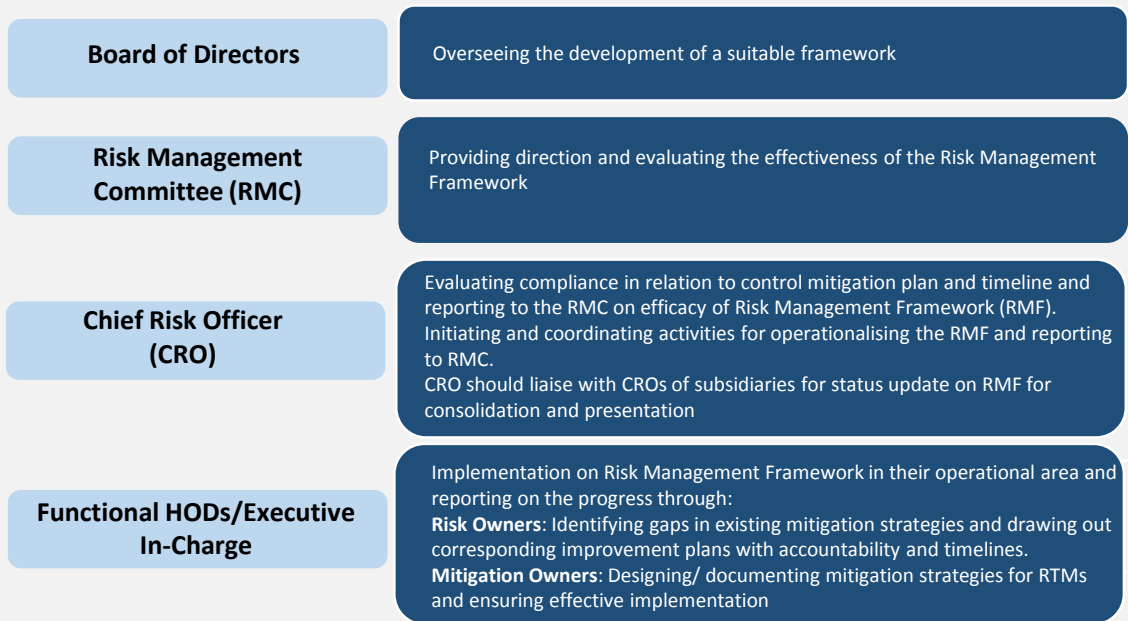 Board of Directors
Overseeing the development of a suitable framework
Risk Management
Committee (RMC)
Providing direction and evaluating the effectiveness of the Risk Management
Framework
Chief Risk Officer
(CRO)
Evaluating compliance in relation to control mitigation plan and timeline and
reporting to the RMC on efficacy of Risk Management Framework (RMF).
Initiating and coordinating activities for operationalising the RMF and reporting
to RMC.
CRO should liaise with CROs of subsidiaries for status update on RMF for
consolidation and presentation
Functional HODs/Executive
In-Charge
Implementation on Risk Management Framework in their operational area and
reporting on the progress through:
Risk Owners: Identifying gaps in existing mitigation strategies and drawing out
corresponding improvement plans with accountability and timelines.
Mitigation Owners: Designing/ documenting mitigation strategies for RTMs
and ensuring effective implementation